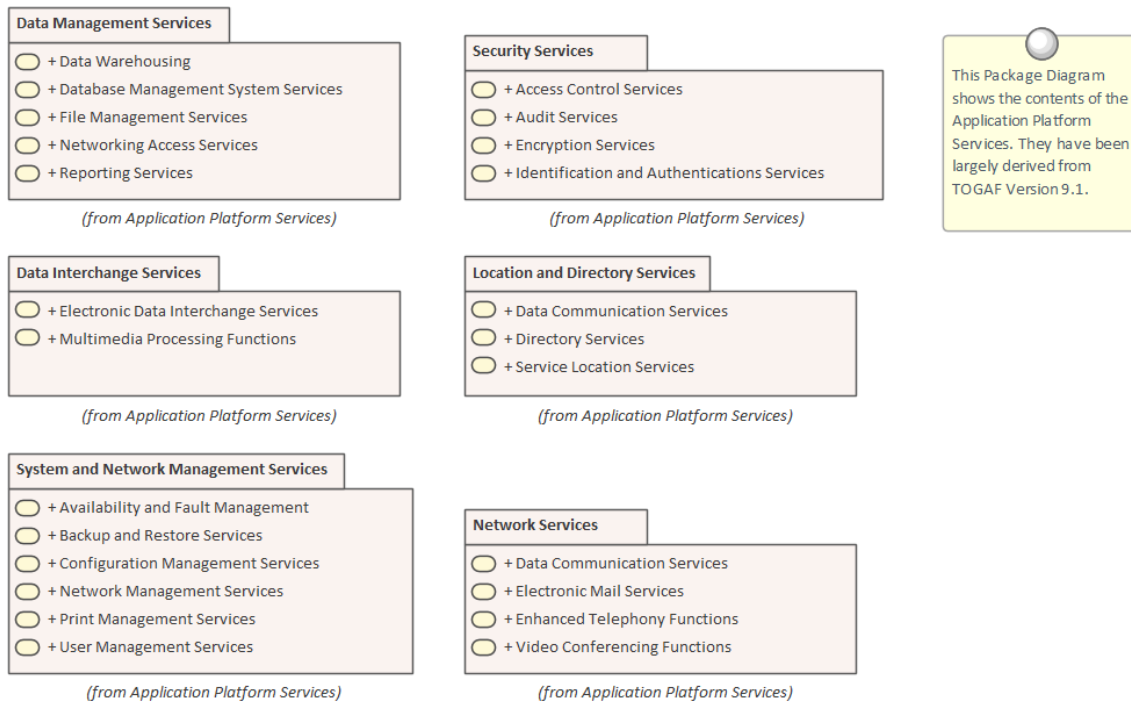 Data Management Services
+ Data Warehousing
+ Database Management System Services
+ File Management Services
+ Networking Access Services
+ Reporting Services
(from Application Platform Services)
Security Services
+ Access Control Services
+ Audit Services
+ Encryption Services
+ Identification and Authentications Services
(from Application Platform Services)
This Package Diagram
shows the contents of the
Application Platform
Services. They have been
largely derived from
TOGAF Version 9.1.
Data Interchange Services
+ Electronic Data Interchange Services
+ Multimedia Processing Functions
(from Application Platform Services)
Location and Directory Services
+ Data Communication Services
+ Directory Services
+ Service Location Services
(from Application Platform Services)
System and Network Management Services
+ Availability and Fault Management
+ Backup and Restore Services
+ Configuration Management Services
+ Network Management Services
+ Print Management Services
+ User Management Services
(from Application Platform Services)
Network Services
+ Data Communication Services
+ Electronic Mail Services
+ Enhanced Telephony Functions
+ Video Conferencing Functions
(from Application Platform Services)